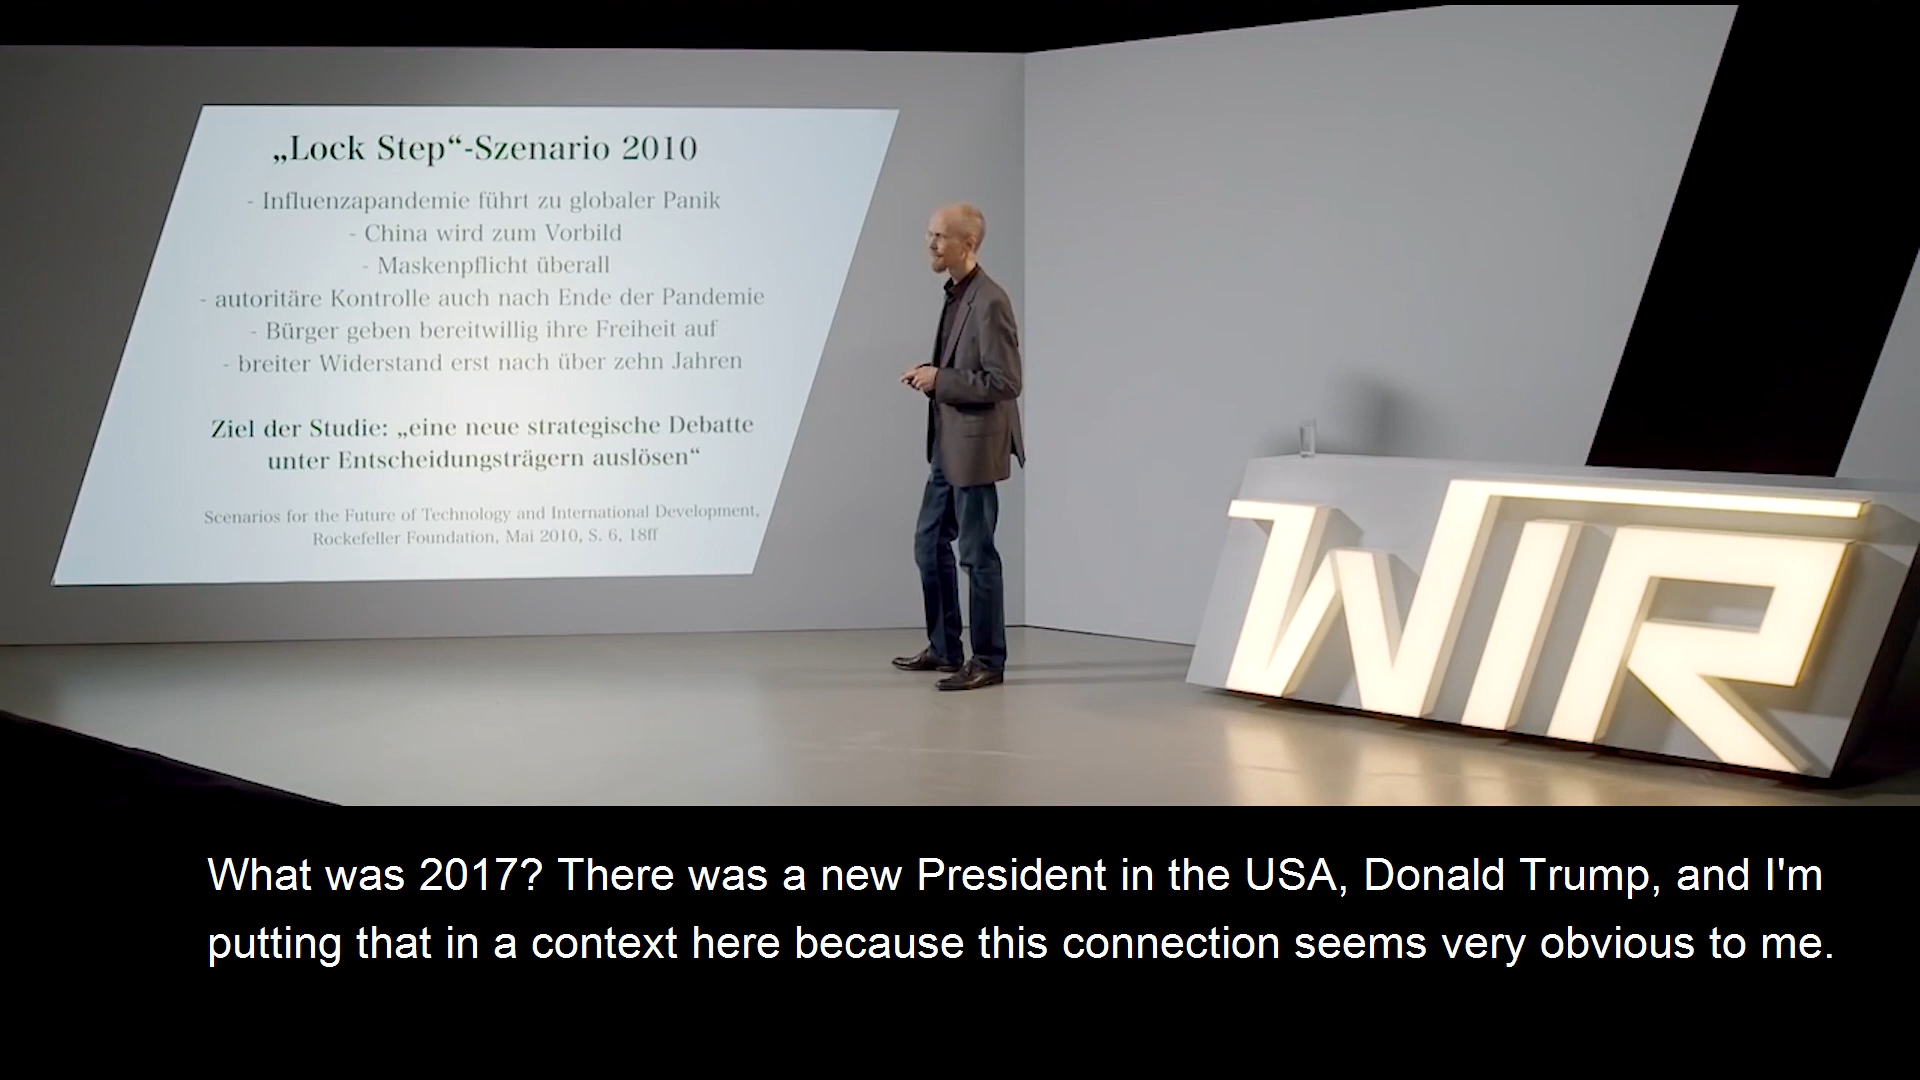 „Lock Step“-Szenario 2010
- Influenzapandemie führt zu globaler Panik
- China wird zum Vorbild
- Maskenpflicht überall
- autoritäre Kontrolle auch nach Ende der Pandemie
- Bürger geben bereitwillig ihre Freiheit auf
- breiter Widerstand erst nach über zehn Jahren
Ziel der Studie: „eine neue strategische Debatte
unter Entscheidungsträgern auslösen“
Scenarios for the Future of Technology and International Development,
Rockefeller Foundation, Mai 2010, S. 6, 18ff
WIR
What was 2017? There was a new President in the USA, Donald Trump, and I'm
putting that in a context here because this connection seems very obvious to me.